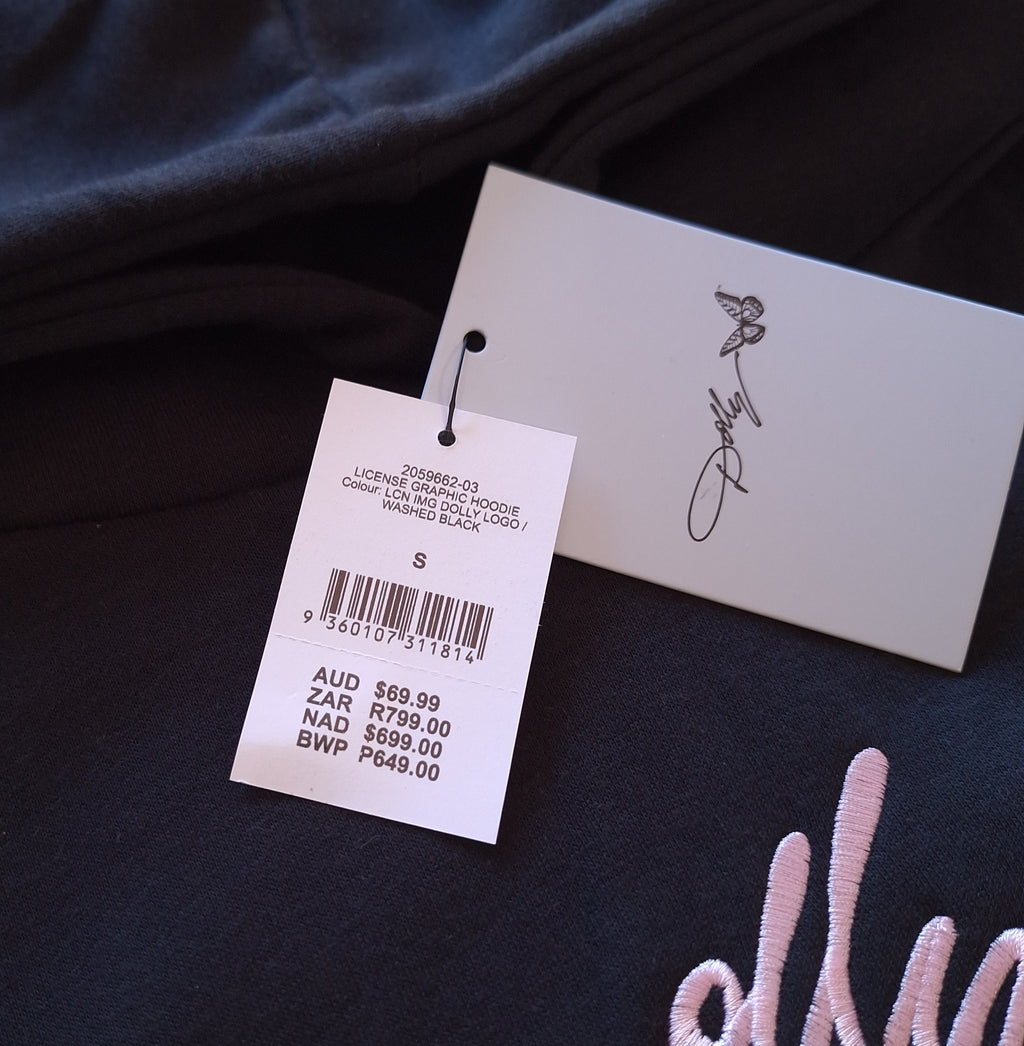 2059662-03
LICENSE GRAPHIC HOODIE
Colour: LCN IMG DOLLY LOGO /
WASHED BLACK
S
9 360107 311814
AUD $69.99
ZAR R799.00
NAD $699.00
BWP P649.00
Dolly